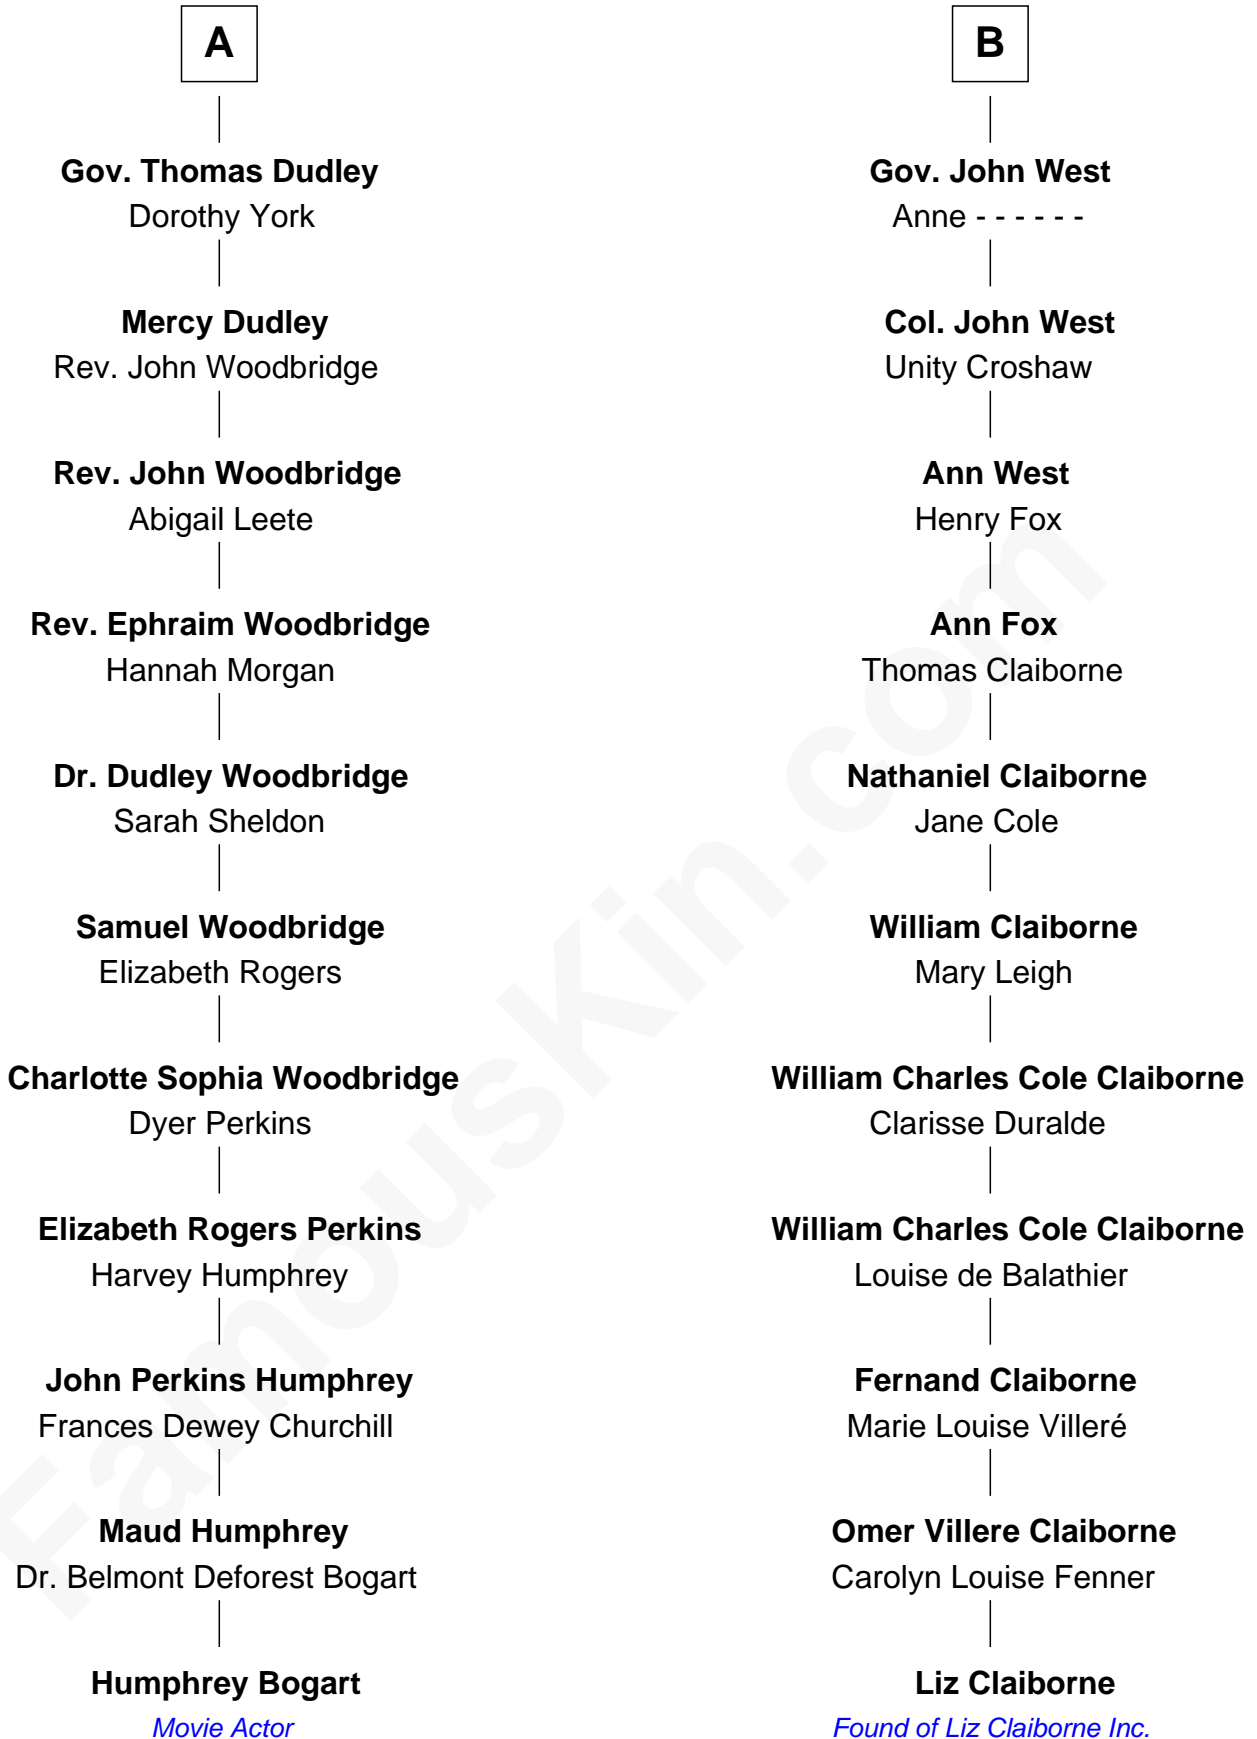 A
Gov. Thomas Dudley
Dorothy York
Mercy Dudley
Rev. John Woodbridge
Rev. John Woodbridge
Abigail Leete
Rev. Ephraim Woodbridge
Hannah Morgan
Dr. Dudley Woodbridge
Sarah Sheldon
Samuel Woodbridge
Elizabeth Rogers
Charlotte Sophia Woodbridge
Dyer Perkins
Elizabeth Rogers Perkins
Harvey Humphrey
John Perkins Humphrey
Frances Dewey Churchill
Maud Humphrey
Dr. Belmont Deforest Bogart
Humphrey Bogart
Movie Actor
B
Gov. John West
Anne - - - - - -
Col. John West
Unity Croshaw
Ann West
Henry Fox
Ann Fox
Thomas Claiborne
Nathaniel Claiborne
Jane Cole
William Claiborne
Mary Leigh
William Charles Cole Claiborne
Clarisse Duralde
William Charles Cole Claiborne
Louise de Balathier
Fernand Claiborne
Marie Louise Villeré
Omer Villere Claiborne
Carolyn Louise Fenner
Liz Claiborne
Found of Liz Claiborne Inc.
FamousKin.com